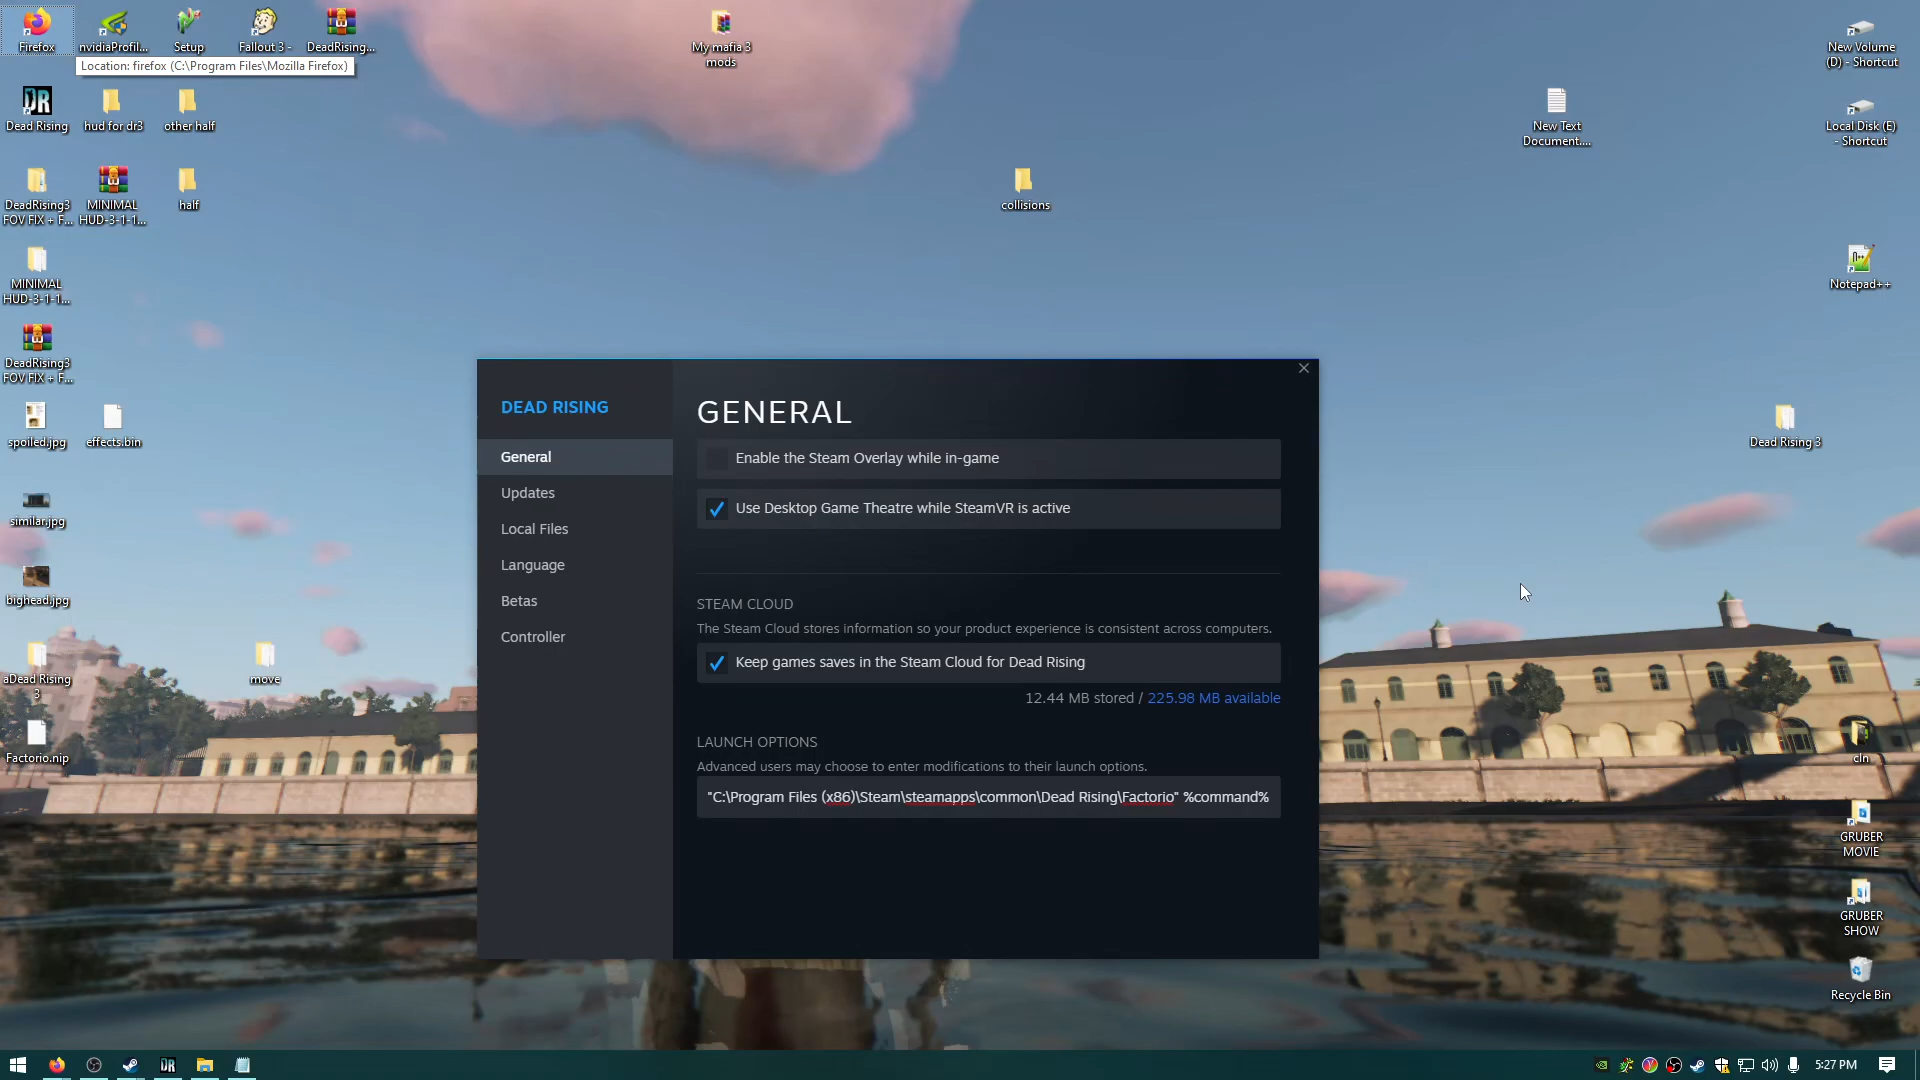 Firefox
nvidiaProfil...
Setup
Fallout 3 -
DeadRising...
Location: firefox (C:\Program Files\Mozilla Firefox)
My mafia 3
mods
New Volume
(D) - Shortcut
Dead Rising
hud for dr3
other half
New Text
Document....
Local Disk (E)
- Shortcut
DeadRising3
FOV FIX + F...
MINIMAL
HUD-3-1-1...
half
collisions
MINIMAL
HUD-3-1-1...
Notepad++
DeadRising3
FOV FIX + F...
spoiled.jpg
effects.bin
Dead Rising 3
similar.jpg
bighead.jpg
aDead Rising
3
move
Factorio.nip
cln
GRUBER
MOVIE
GRUBER
SHOW
Recycle Bin
DEAD RISING
General
Updates
Local Files
Language
Betas
Controller
GENERAL
Enable the Steam Overlay while in-game
Use Desktop Game Theatre while SteamVR is active
STEAM CLOUD
The Steam Cloud stores information so your product experience is consistent across computers.
Keep games saves in the Steam Cloud for Dead Rising
12.44 MB stored / 225.98 MB available
LAUNCH OPTIONS
Advanced users may choose to enter modifications to their launch options.
"C:\Program Files (x86)\Steam\steamapps\common\Dead Rising\Factorio" %command%
DR
DR
5:27 PM